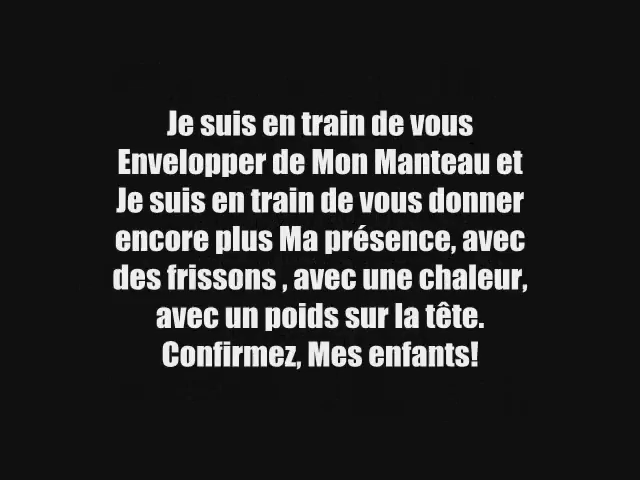 Je suis en train de vous
Envelopper de Mon Manteau et
Je suis en train de vous donner
encore plus Ma présence, avec
des frissons , avec une chaleur,
avec un poids sur la tête.
Confirmez, Mes enfants!